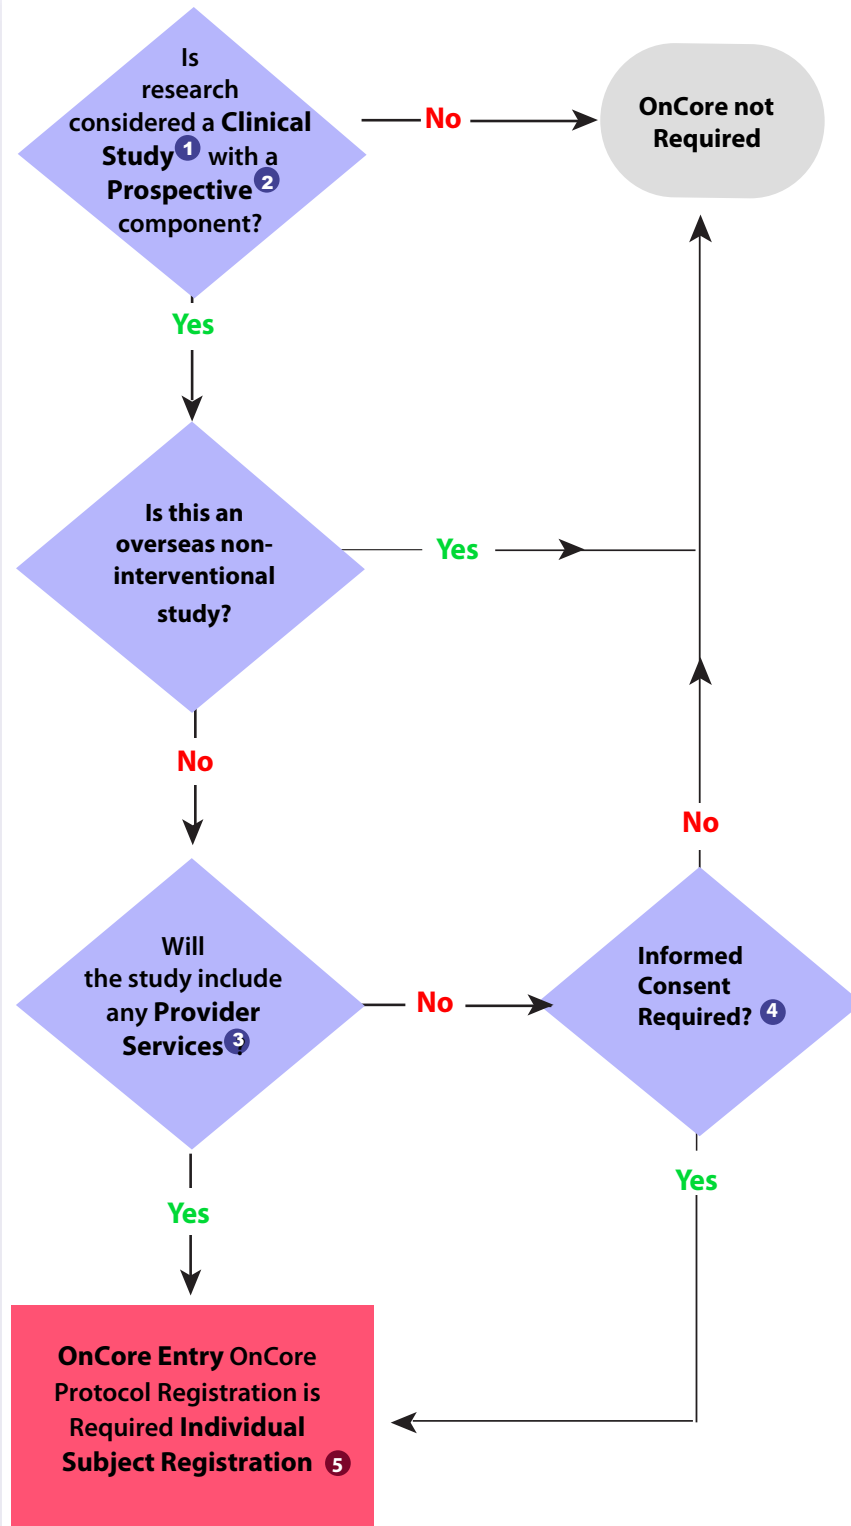 Is
research
considered a Clinical
Study 1 with a
Prospective 2
component?
No
OnCore not
Required
Yes
Is this an
overseas non-
interventional
study?
Yes
No
Will
the study include
any Provider
Services 3 ?
No
Informed
Consent
Required? 4
No
Yes
Yes
OnCore Entry OnCore
Protocol Registration is
Required Individual
Subject Registration 5